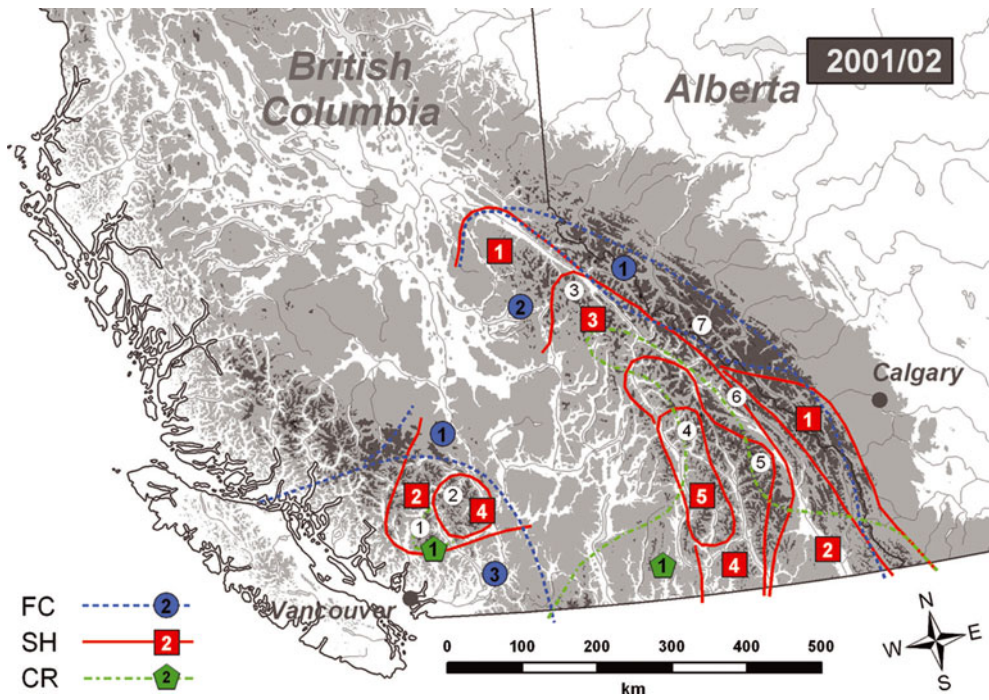 British
Columbia
Alberta
2001/02
1
1
2
3
3
7
6
Calgary
1
4
5
1
2
2
4
5
1
1
3
1
4
2
Vancouver
FC 2
SH 2
CR 2
0 100 200 300 400 500
km
N
W E
S